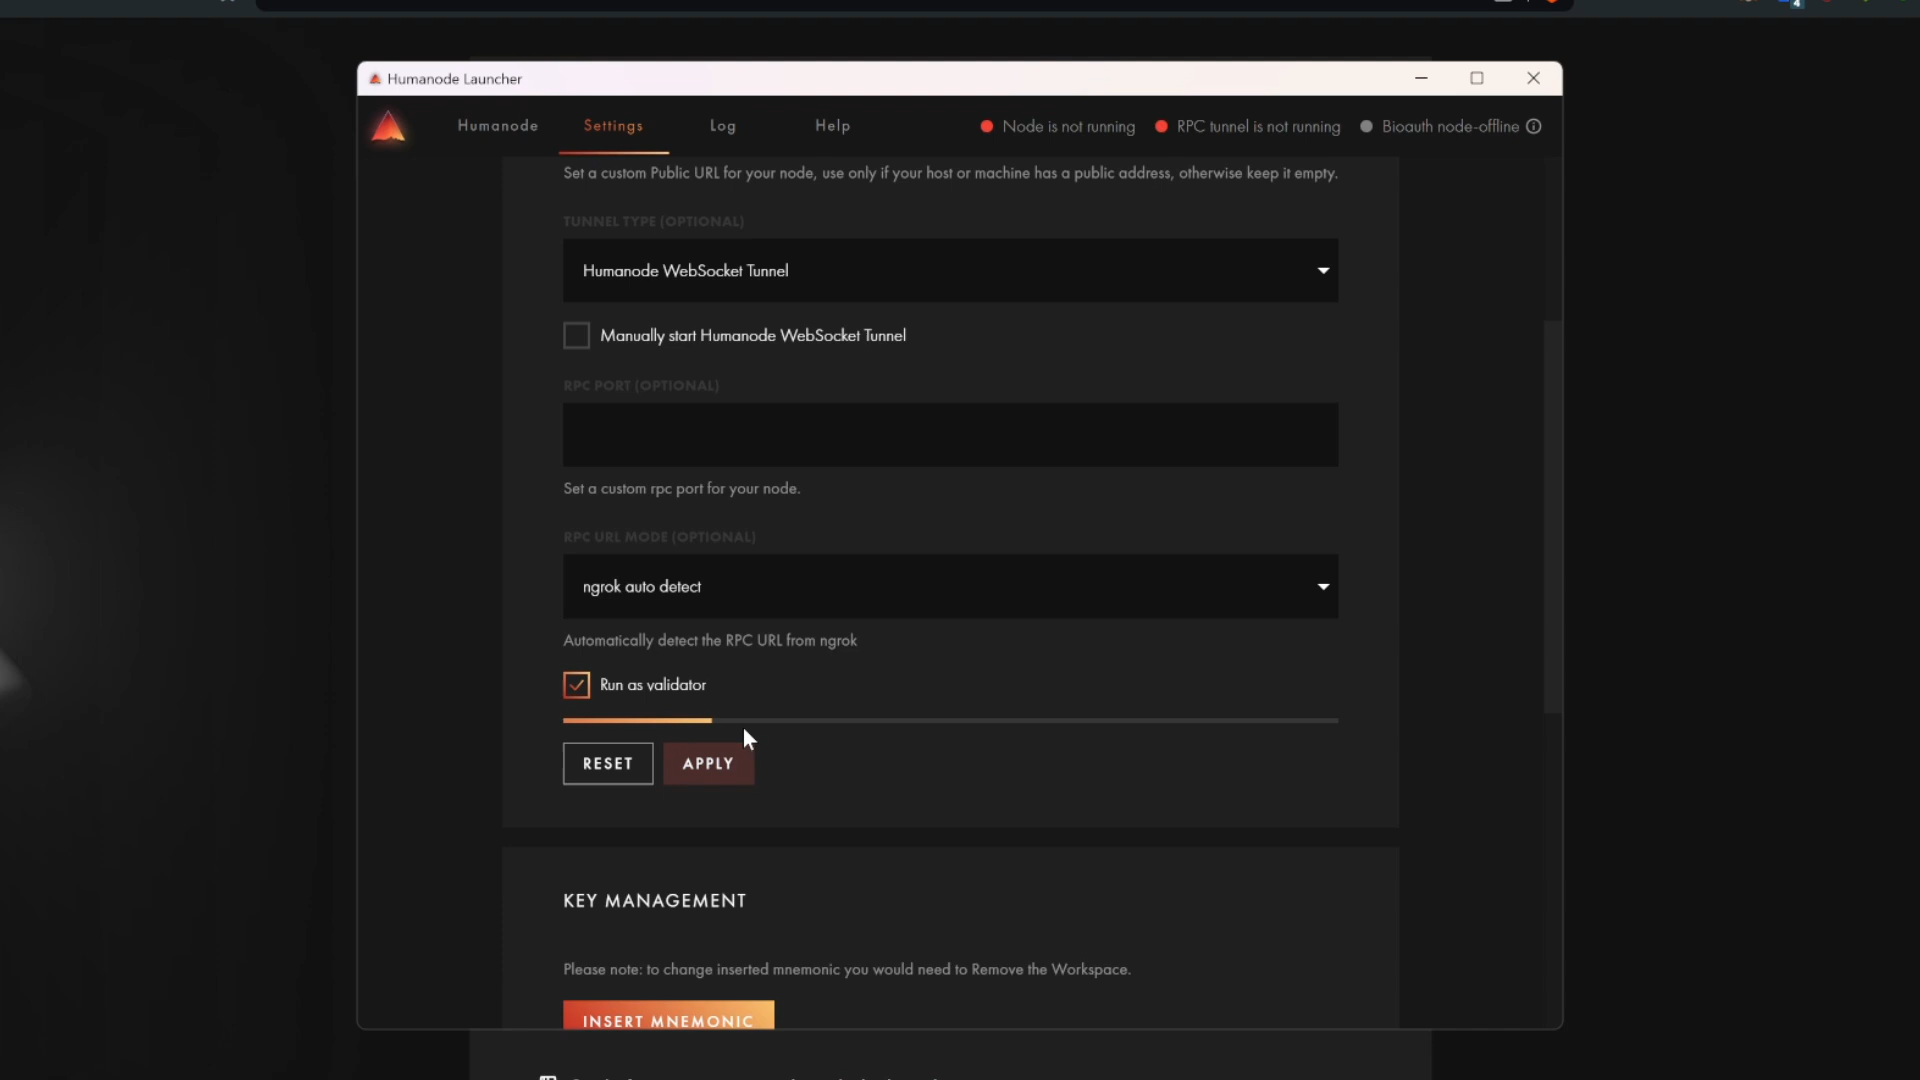 4
Humanode Launcher
Humanode
Settings
Log
Help
Node is not running
RPC tunnel is not running
Bioauth node-offline
Set a custom Public URL for your node, use only if your host or machine has a public address, otherwise keep it empty.
TUNNEL TYPE (OPTIONAL)
Humanode WebSocket Tunnel
Manually start Humanode WebSocket Tunnel
RPC PORT (OPTIONAL)
Set a custom rpc port for your node.
RPC URL MODE (OPTIONAL)
ngrok auto detect
Automatically detect the RPC URL from ngrok
Run as validator
RESET
APPLY
KEY MANAGEMENT
Please note: to change inserted mnemonic you would need to Remove the Workspace.
INSERT MNEMONIC